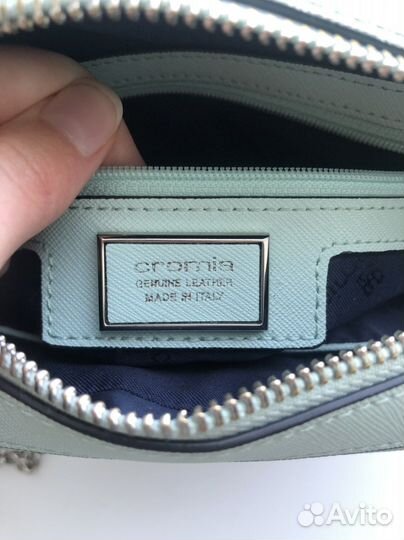 cromia
GENUINE LEATHER
MADE IN ITALY
Avito